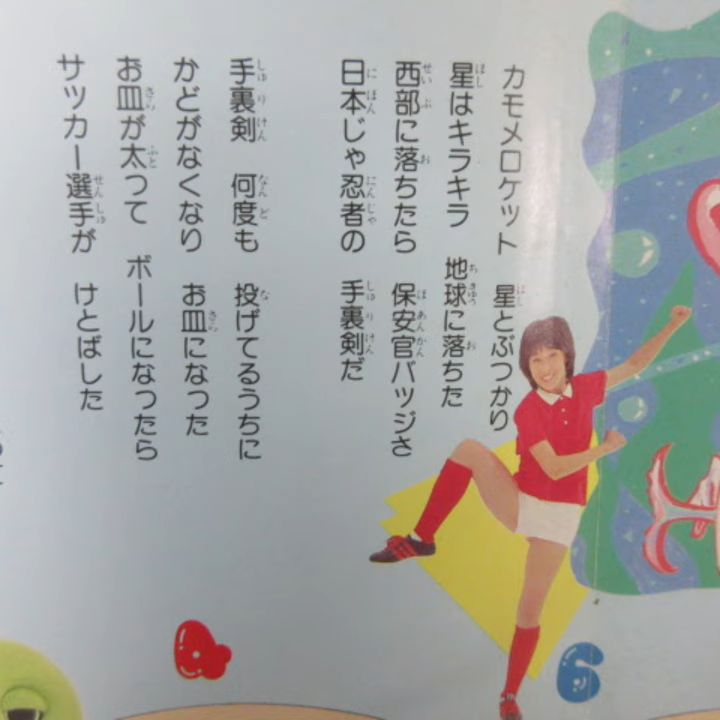 カモメロケット 星とぶつかり
星はキラキラ 地球に落ちた
西部に落ちたら 保安官バッジさ
日本じゃ忍者の 手裏剣だ
手裏剣 何度も 投げてるうちに
かどがなくなり お皿になった
お皿が太つて ボールになったら
サツカー選手が けとばした
6
4